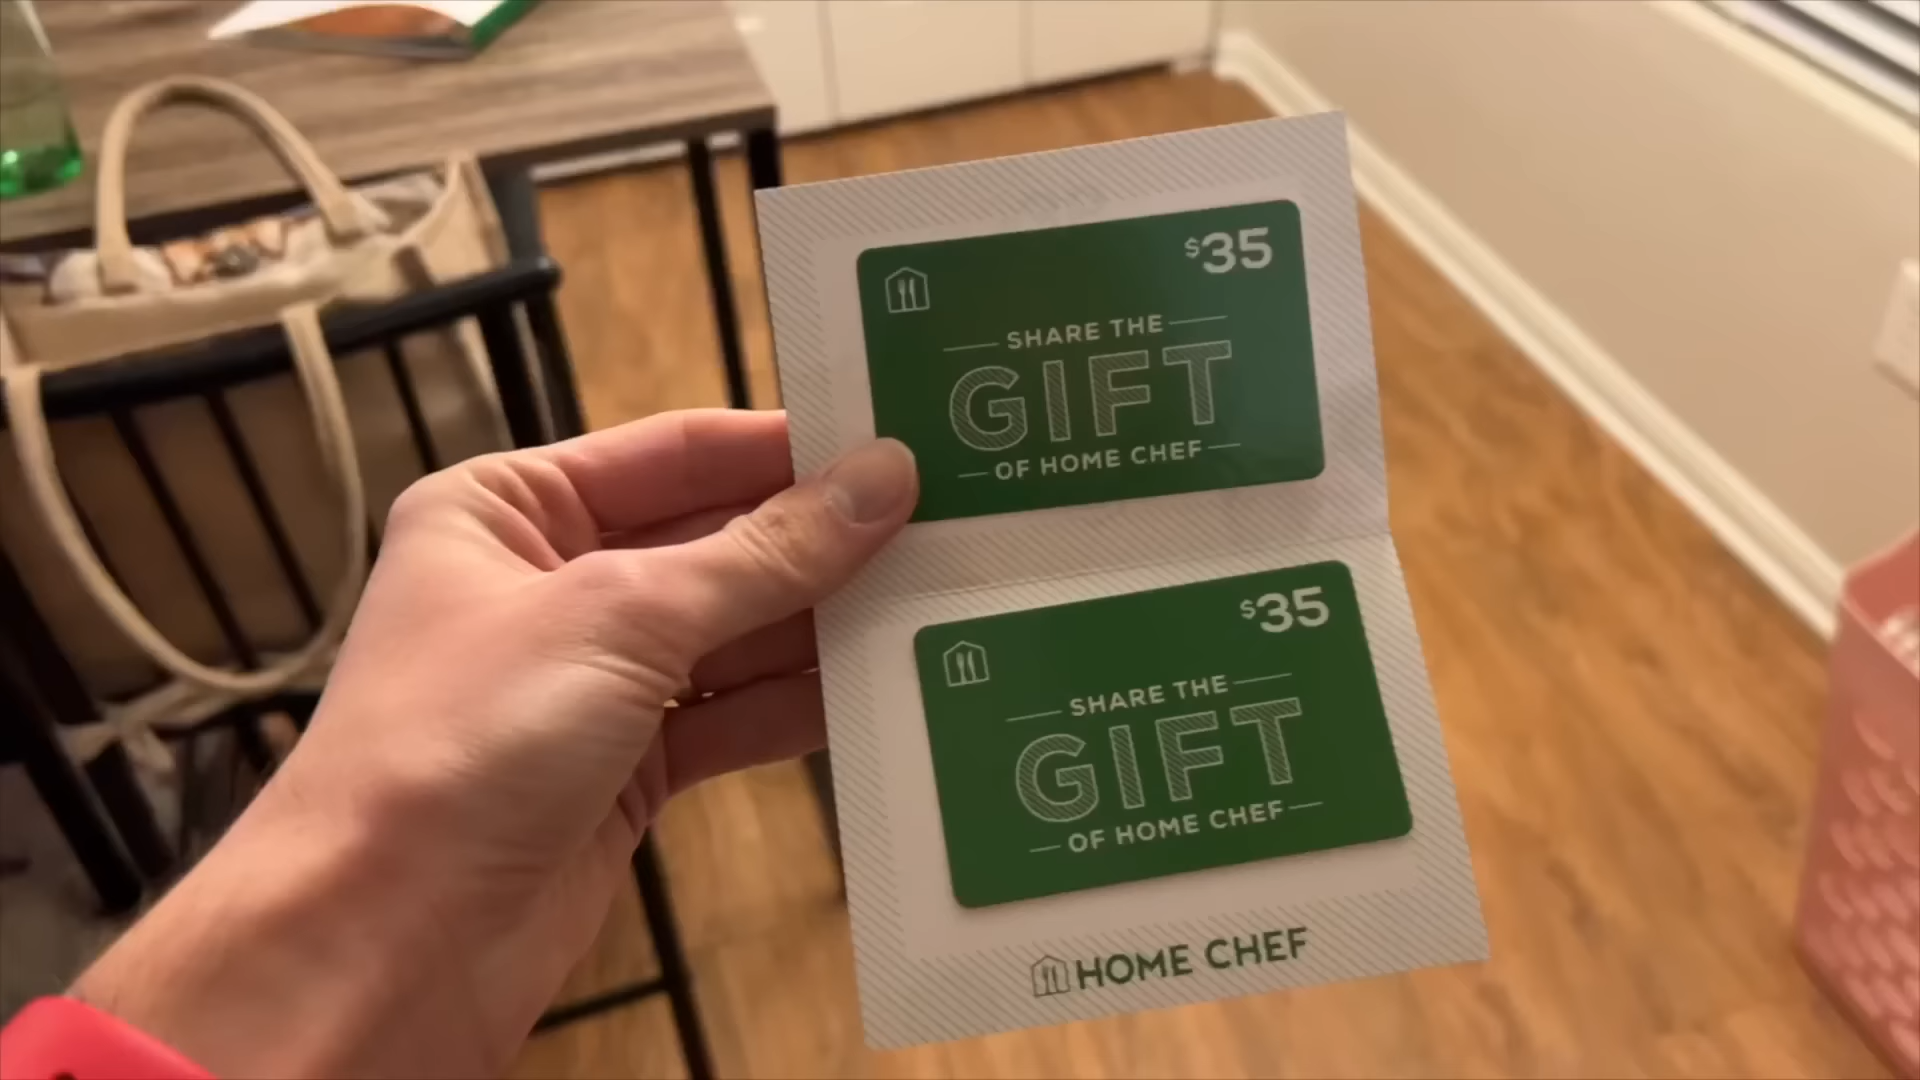 $35
SHARE THE
GIFT
OF HOME CHEF
$35
SHARE THE
GIFT
OF HOME CHEF
HOME CHEF